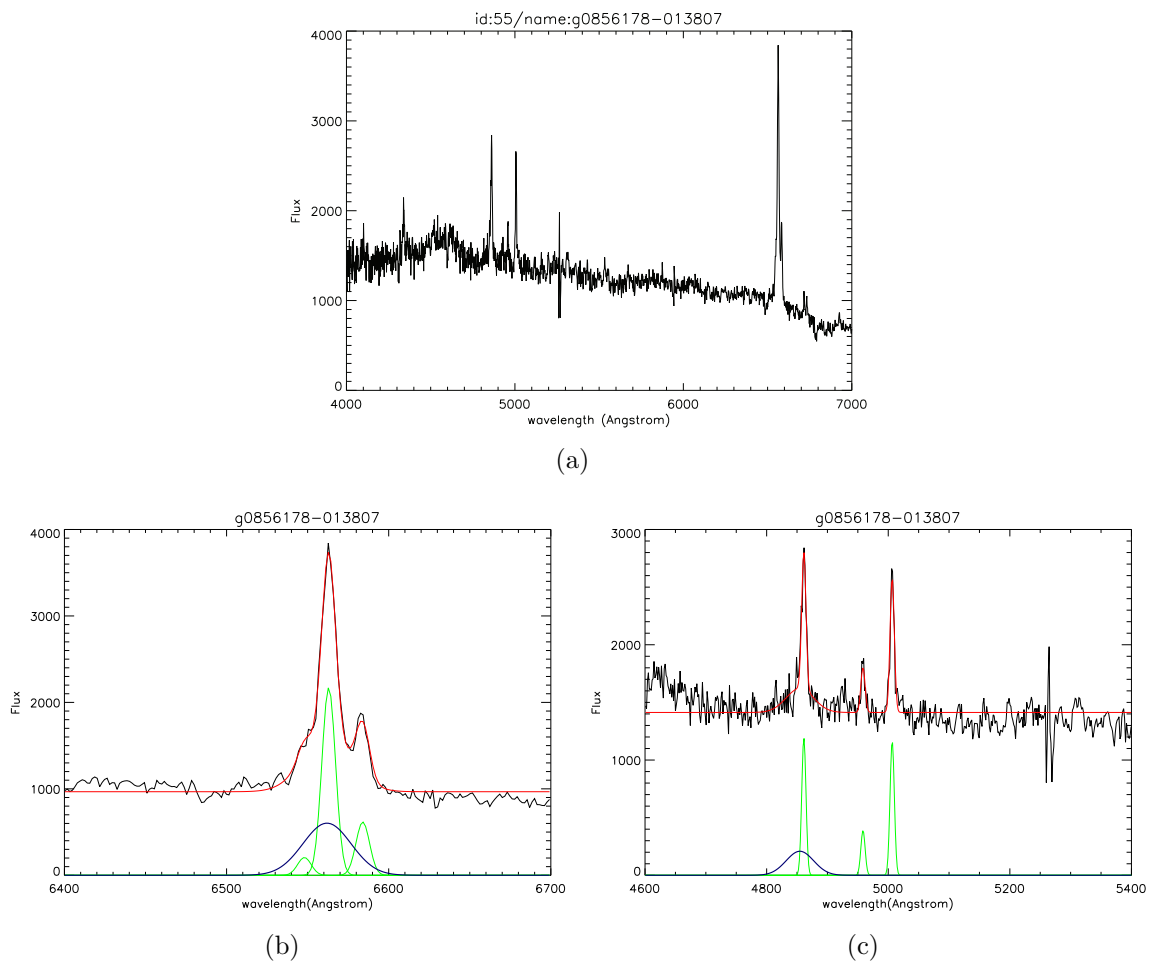 id:55/name:g0856178-013807
4000
3000
2000
1000
0
Flux
4000 5000 6000 7000
wavelength (Angstrom)
(a)
g0856178-013807
4000
3000
2000
1000
0
Flux
6400 6500 6600 6700
wavelength(Angstrom)
(b)
g0856178-013807
3000
2000
1000
0
Flux
4600 4800 5000 5200 5400
wavelength(Angstrom)
(c)